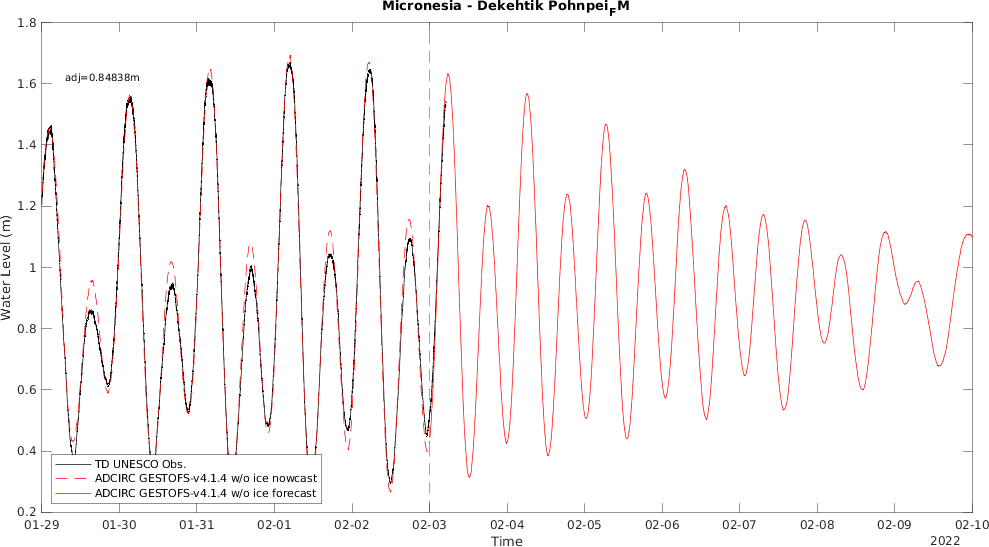 Micronesia - Dekehtik Pohnpei_FM
1.8
1.6
1.4
1.2
1
0.8
0.6
0.4
0.2
Water Level (m)
adj=0.84838m
TD UNESCO Obs.
ADCIRC GESTOFS-v4.1.4 w/o ice nowcast
ADCIRC GESTOFS-v4.1.4 w/o ice forecast
01-29 01-30 01-31 02-01 02-02 02-03 02-04 02-05 02-06 02-07 02-08 02-09 02-10
Time
2022